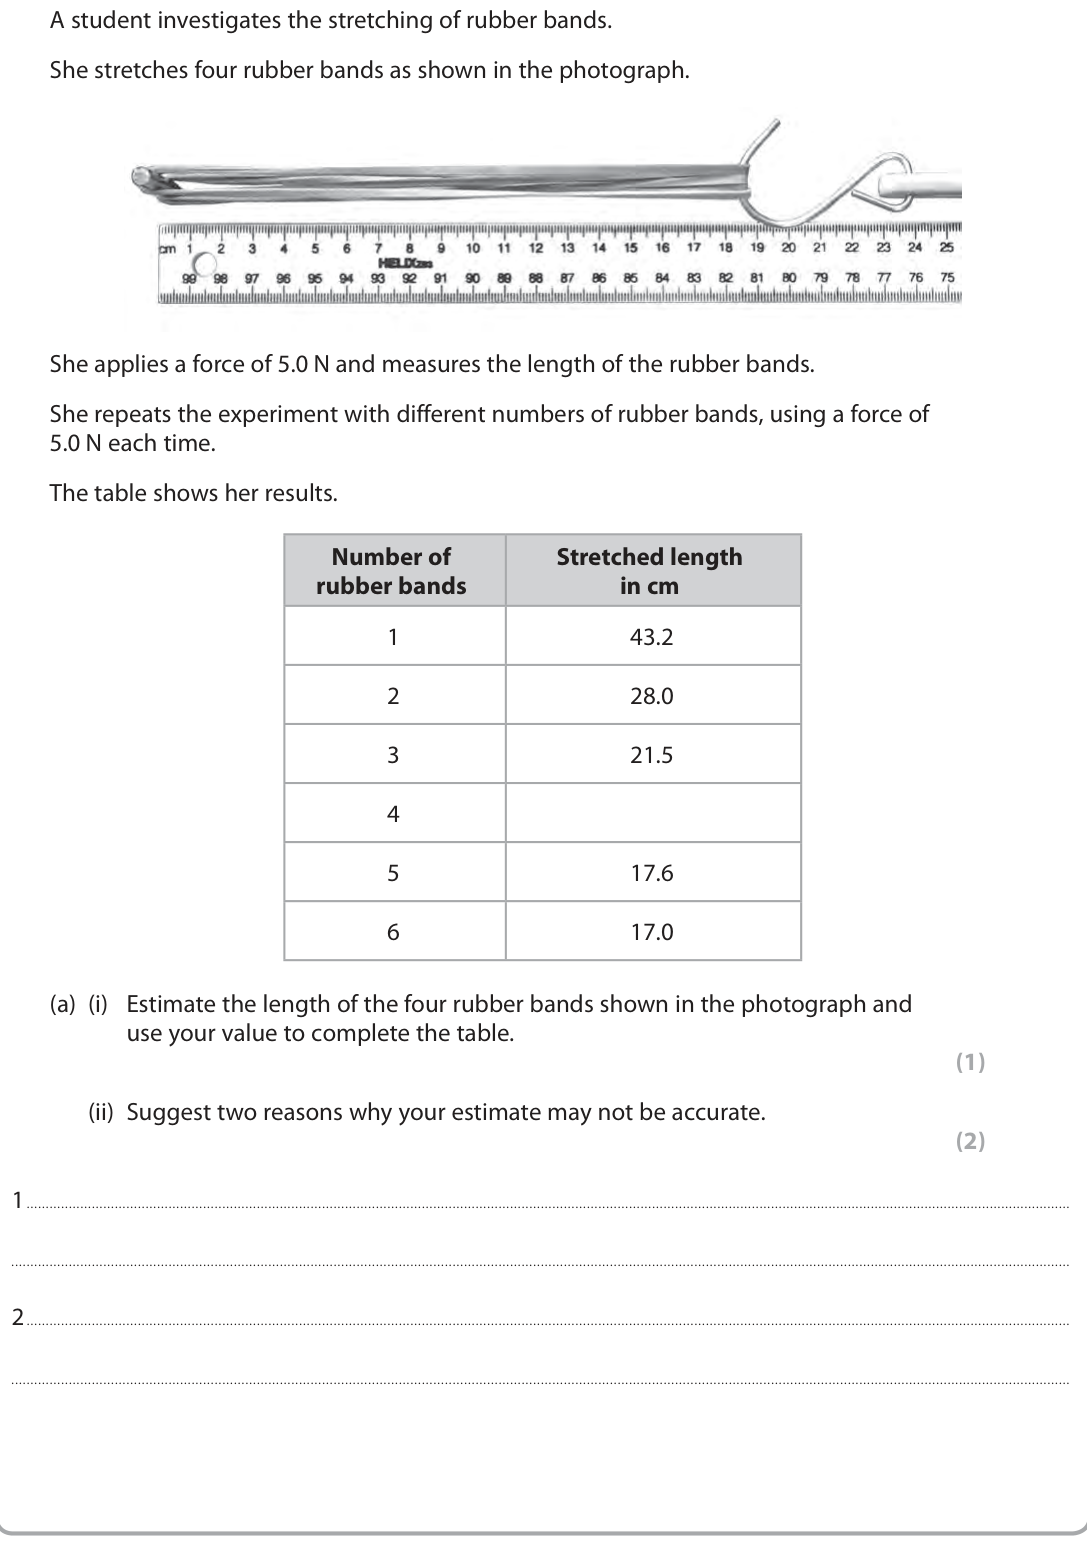 A student investigates the stretching of rubber bands.
She stretches four rubber bands as shown in the photograph.
cm 1 2 3 4 5 6 7 8 9 10 11 12 13 14 15 16 17 18 19 20 21 22 23 24 25
HELIX
99 98 97 96 95 94 93 92 91 90 89 88 87 86 85 84 83 82 81 80 79 78 77 76 75
She applies a force of 5.0 N and measures the length of the rubber bands.
She repeats the experiment with different numbers of rubber bands, using a force of
5.0 N each time.
The table shows her results.
Number of rubber bands Stretched length in cm
1 43.2
2 28.0
3 21.5
4
5 17.6
6 17.0
(a) (i) Estimate the length of the four rubber bands shown in the photograph and
use your value to complete the table.
(1)
(ii) Suggest two reasons why your estimate may not be accurate.
(2)
1
2